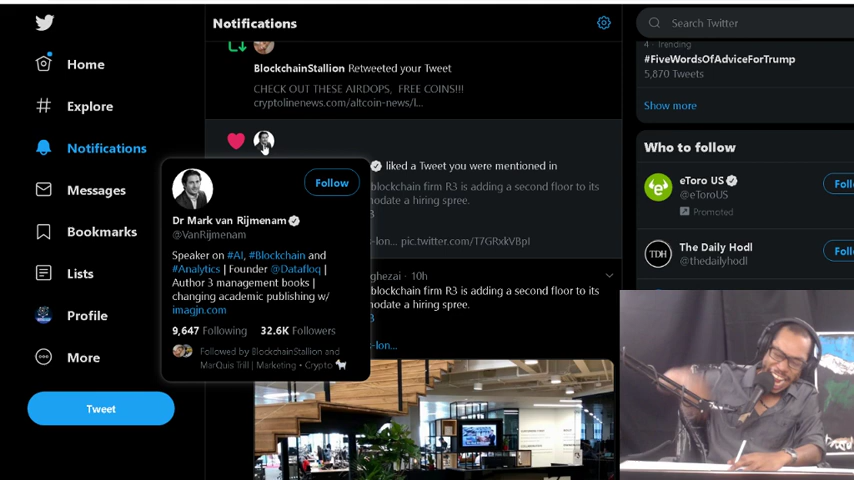 Home
Explore
Notifications
Messages
Bookmarks
Lists
Profile
More
Tweet
Notifications
BlockchainStallion Retweeted your Tweet
CHECK OUT THESE AIRDOPS, FREE COINS!!!
cryptolinenews.com/altcoin-news/l...
liked a Tweet you were mentioned in
blockchain firm R3 is adding a second floor to its
modate a hiring spree.
pic.twitter.com/T7GRxkVBpI
Follow
Dr Mark van Rijmenam
@VanRijmenam
Speaker on #AI, #Blockchain and
#Analytics | Founder @Datafloq |
Author 3 management books |
changing academic publishing w/
imagjn.com
9,647 Following 32.6K Followers
Followed by BlockchainStallion and
MarQuis Trill | Marketing • Crypto
ghezai · 10h
blockchain firm R3 is adding a second floor to its
modate a hiring spree.
s-lon...
Search Twitter
4 · Trending
#FiveWordsOfAdviceForTrump
5,870 Tweets
Show more
Who to follow
eToro US
@eToroUS
Promoted
Follo
TDH
The Daily Hodl
@thedailyhodl
Follo